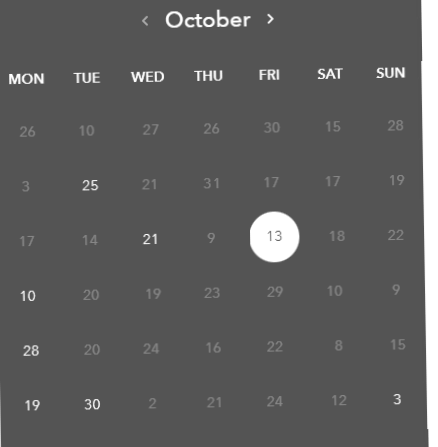 ‹ October ›
MON TUE WED THU FRI SAT SUN
26 10 27 26 30 15 28
3 25 21 31 17 17 19
17 14 21 9 13 18 22
10 20 19 23 29 10 9
28 20 24 16 22 8 15
19 30 2 21 24 12 3